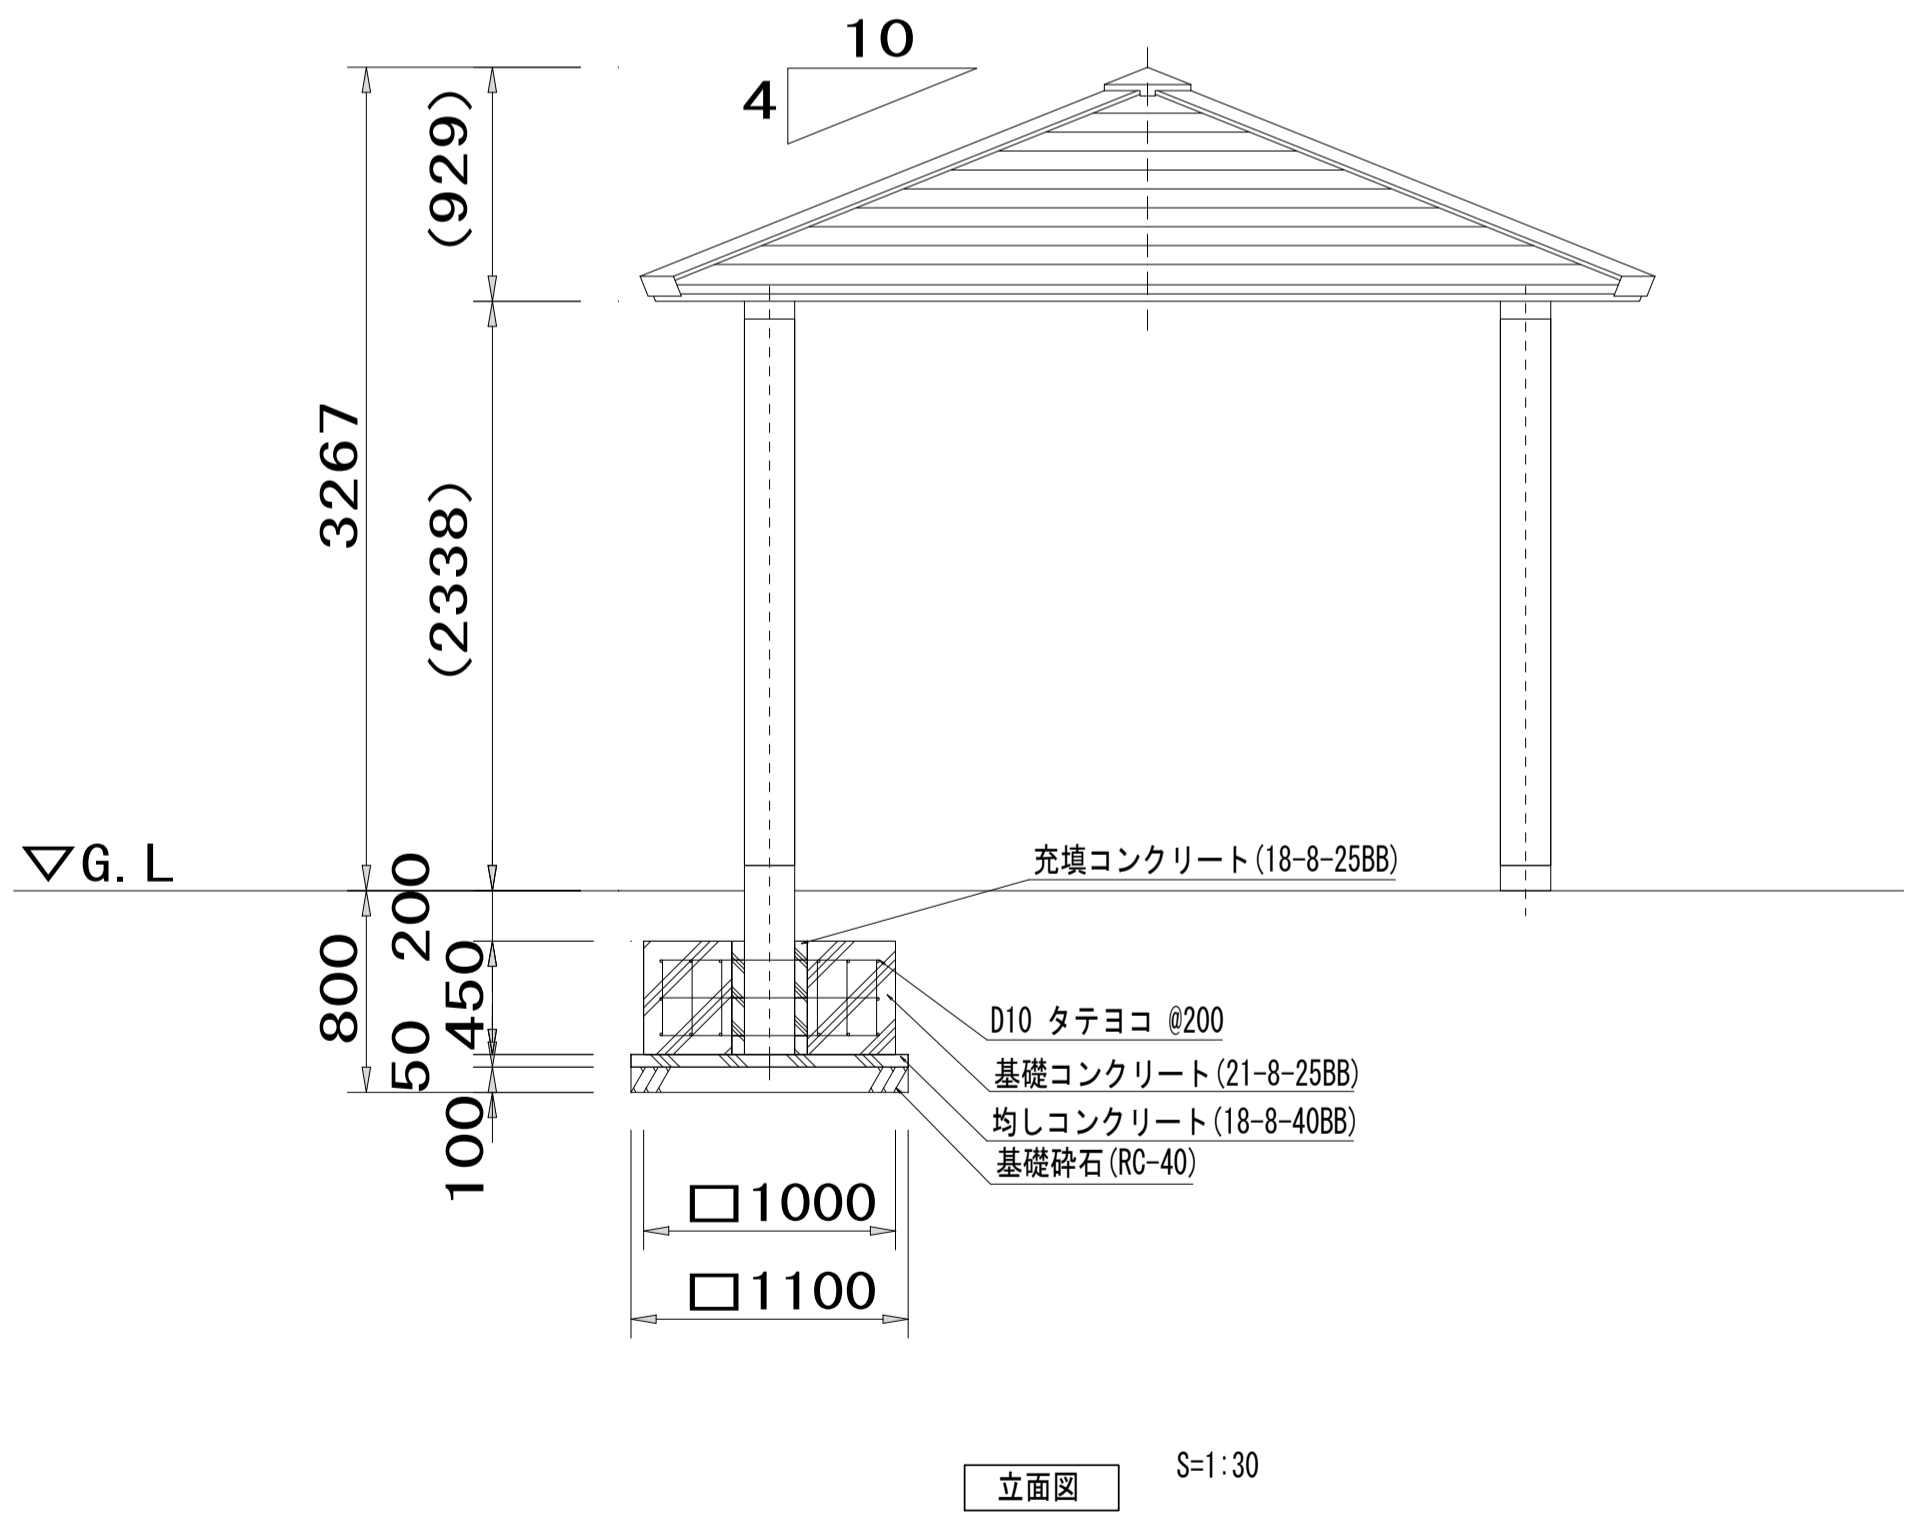 10
4
(929)
3267
(2338)
▽G.L
200
800
450
50
100
充填コンクリート(18-8-25BB)
D10 タテヨコ @200
基礎コンクリート(21-8-25BB)
均しコンクリート(18-8-40BB)
基礎砕石(RC-40)
□1000
□1100
立面図
S=1:30